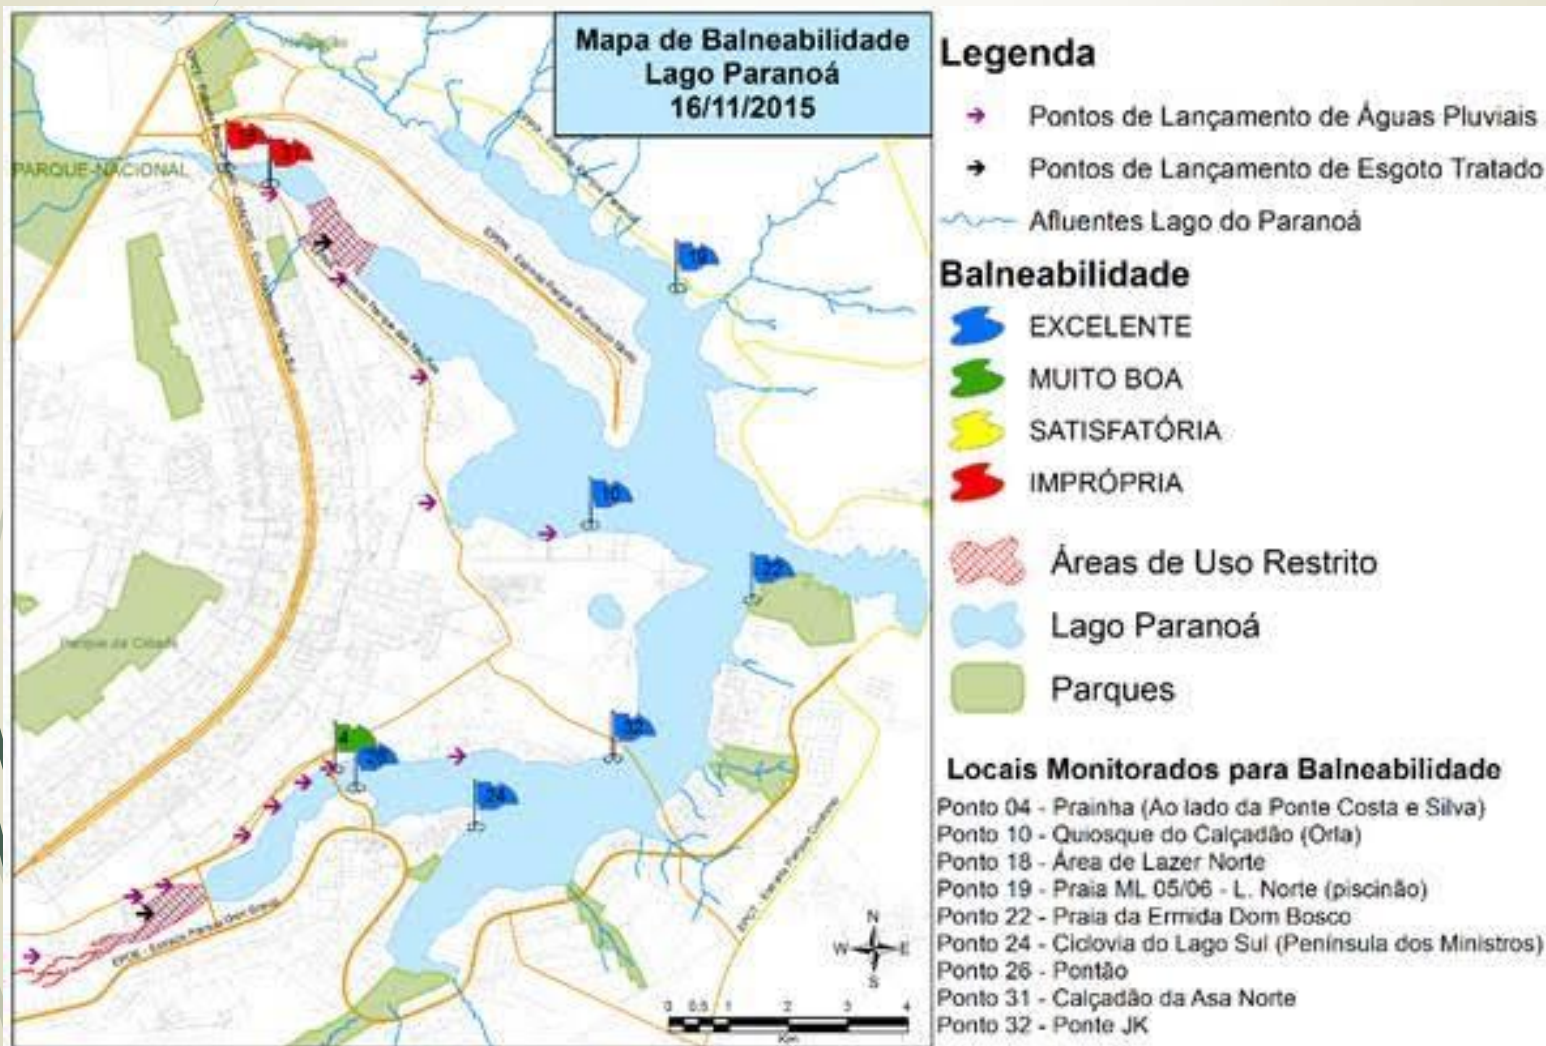 Mapa de Balneabilidade
Lago Paranoá
16/11/2015
PARQUE NACIONAL
Parque da Cidade
19
10
22
32
4
24
N
W E
S
0 0.5 1 2 3 4
Km
Legenda
Pontos de Lançamento de Águas Pluviais
Pontos de Lançamento de Esgoto Tratado
Afluentes Lago do Paranoá
Balneabilidade
EXCELENTE
MUITO BOA
SATISFATÓRIA
IMPRÓPRIA
Áreas de Uso Restrito
Lago Paranoá
Parques
Locais Monitorados para Balneabilidade
Ponto 04 - Prainha (Ao lado da Ponte Costa e Silva)
Ponto 10 - Quiosque do Calçadão (Orla)
Ponto 18 - Área de Lazer Norte
Ponto 19 - Praia ML 05/06 - L. Norte (piscinão)
Ponto 22 - Praia da Ermida Dom Bosco
Ponto 24 - Ciclovia do Lago Sul (Península dos Ministros)
Ponto 26 - Pontão
Ponto 31 - Calçadão da Asa Norte
Ponto 32 - Ponte JK